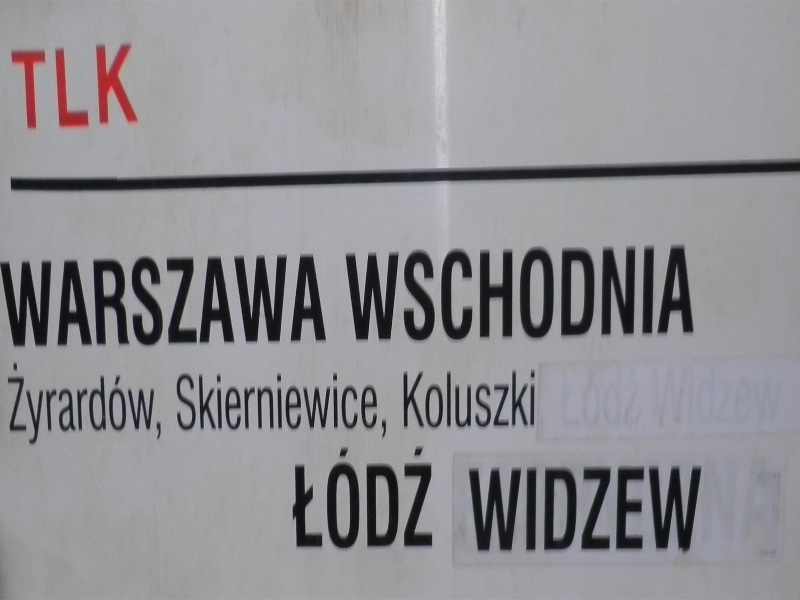 TLK
WARSZAWA WSCHODNIA
Żyrardów, Skierniewice, Koluszki Łódź Widzew
ŁÓDŹ WIDZEW